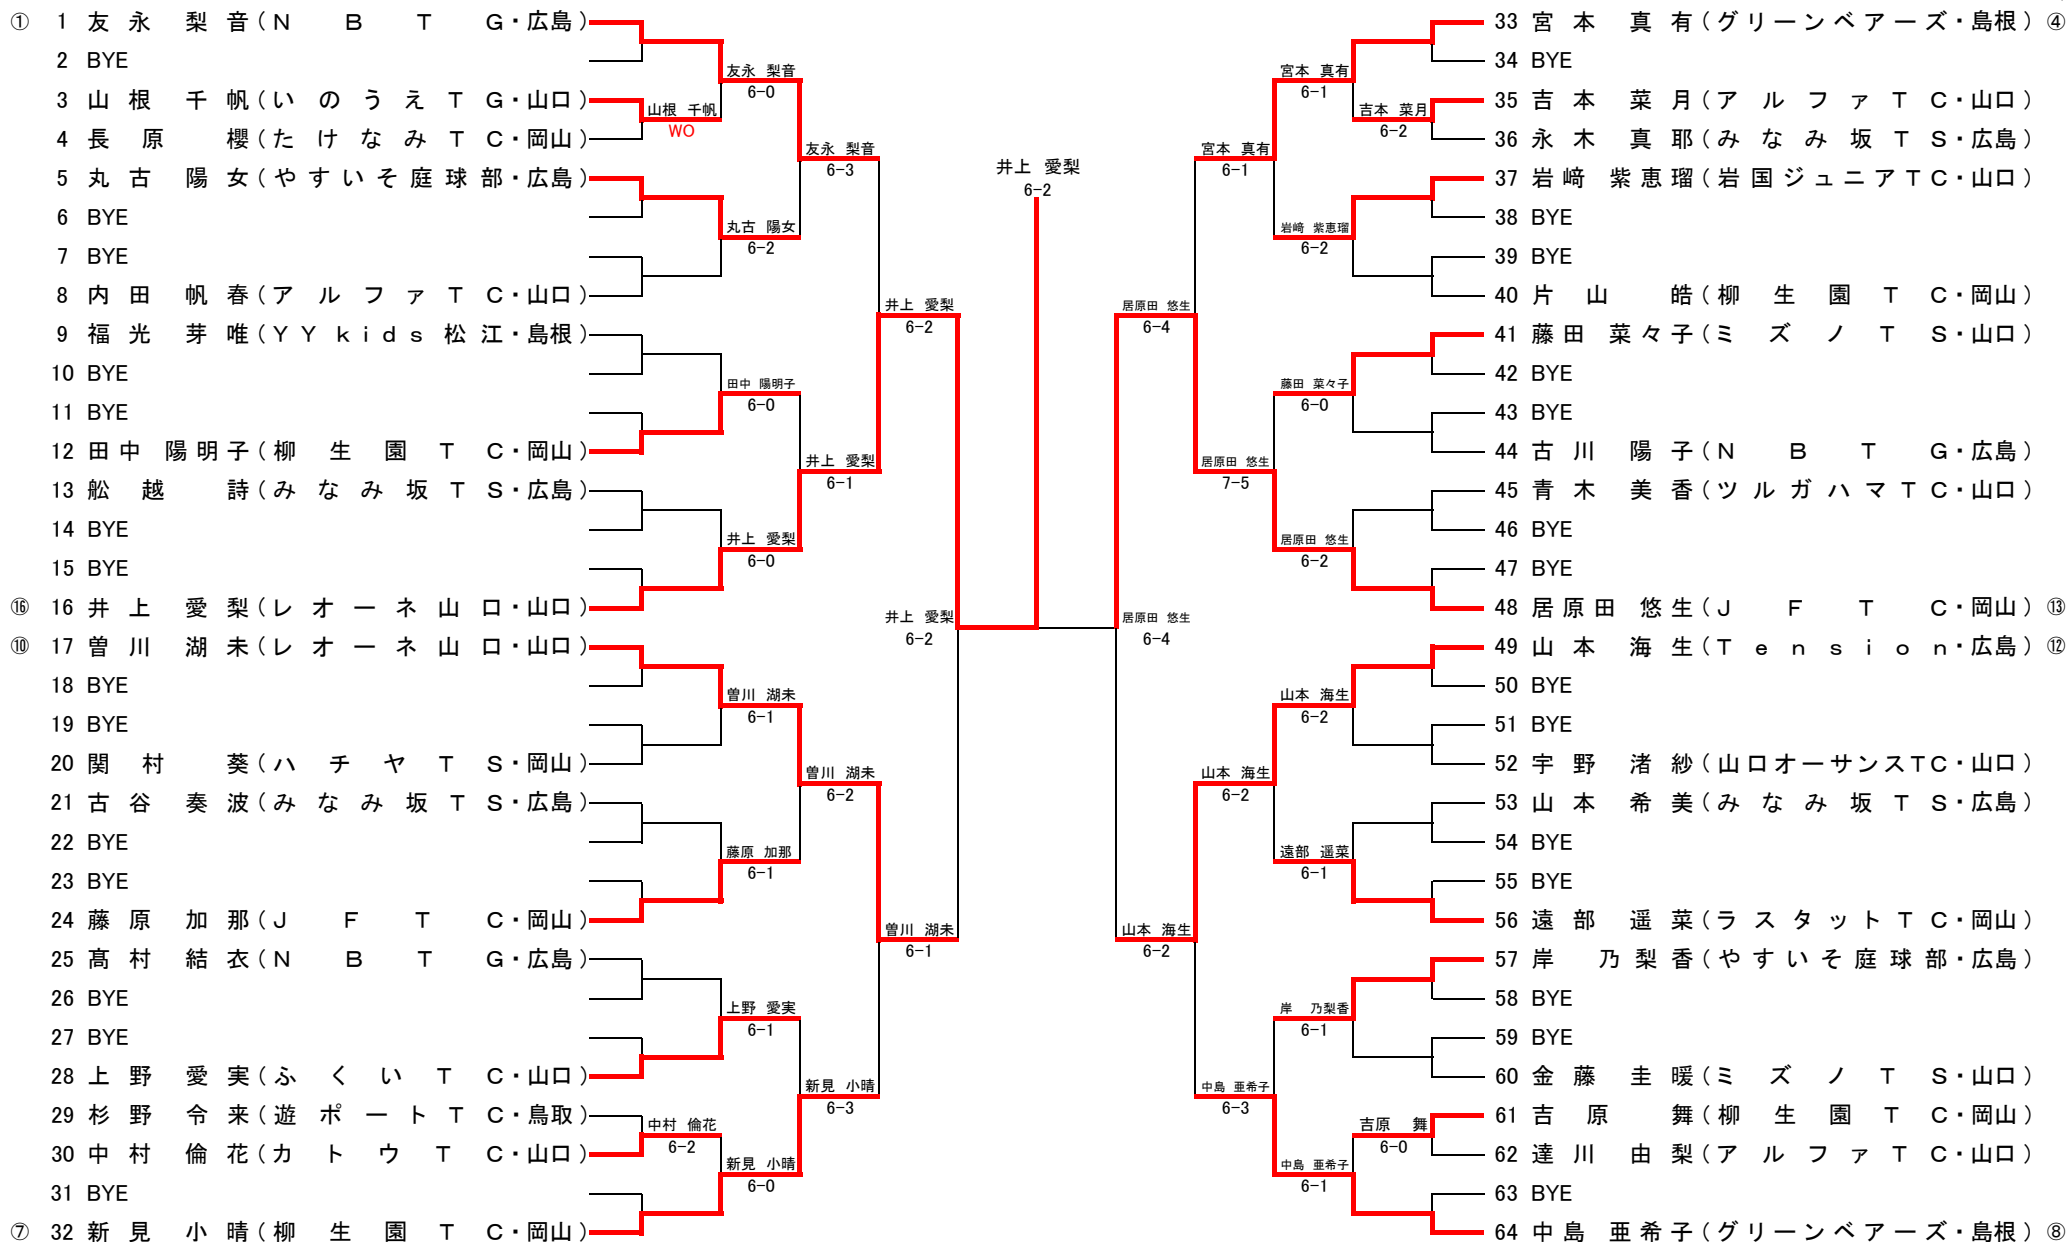 ① 1 友永 梨音(NBTG・広島)
2 BYE
3 山根 千帆(いのうえTG・山口)
4 長原 櫻(たけなみTC・岡山)
5 丸古 陽女(やすいそ庭球部・広島)
6 BYE
7 BYE
8 内田 帆春(アルファTC・山口)
9 福光 芽唯(YYkids松江・島根)
10 BYE
11 BYE
12 田中 陽明子(柳生園TC・岡山)
13 舩越 詩(みなみ坂TS・広島)
14 BYE
15 BYE
⑯ 16 井上 愛梨(レオーネ山口・山口)
⑩ 17 曽川 湖未(レオーネ山口・山口)
18 BYE
19 BYE
20 関村 葵(ハチヤTS・岡山)
21 古谷 奏波(みなみ坂TS・広島)
22 BYE
23 BYE
24 藤原 加那(JFTC・岡山)
25 髙村 結衣(NBTG・広島)
26 BYE
27 BYE
28 上野 愛実(ふくいTC・山口)
29 杉野 令来(遊ポートTC・鳥取)
30 中村 倫花(カトウTC・山口)
31 BYE
⑦ 32 新見 小晴(柳生園TC・岡山)
山根 千帆
WO
中村 倫花
6-2
友永 梨音
6-0
丸古 陽女
6-2
田中 陽明子
6-0
井上 愛梨
6-0
曽川 湖未
6-1
藤原 加那
6-1
上野 愛実
6-1
新見 小晴
6-0
友永 梨音
6-3
井上 愛梨
6-1
曽川 湖未
6-2
新見 小晴
6-3
井上 愛梨
6-2
曽川 湖未
6-1
井上 愛梨
6-2
井上 愛梨
6-2
居原田 悠生
6-4
居原田 悠生
6-4
山本 海生
6-2
宮本 真有
6-1
居原田 悠生
7-5
山本 海生
6-2
中島 亜希子
6-3
宮本 真有
6-1
岩﨑 紫恵瑠
6-2
藤田 菜々子
6-0
居原田 悠生
6-2
山本 海生
6-2
遠部 遥菜
6-1
岸 乃梨香
6-1
中島 亜希子
6-1
吉本 菜月
6-2
吉原 舞
6-0
33 宮本 真有(グリーンベアーズ・島根) ④
34 BYE
35 吉本 菜月(アルファTC・山口)
36 永木 真耶(みなみ坂TS・広島)
37 岩﨑 紫恵瑠(岩国ジュニアTC・山口)
38 BYE
39 BYE
40 片山 皓(柳生園TC・岡山)
41 藤田 菜々子(ミズノTS・山口)
42 BYE
43 BYE
44 古川 陽子(NBTG・広島)
45 青木 美香(ツルガハマTC・山口)
46 BYE
47 BYE
48 居原田 悠生(JFTC・岡山) ⑬
49 山本 海生(Tension・広島) ⑫
50 BYE
51 BYE
52 宇野 渚紗(山口オーサンスTC・山口)
53 山本 希美(みなみ坂TS・広島)
54 BYE
55 BYE
56 遠部 遥菜(ラスタットTC・岡山)
57 岸 乃梨香(やすいそ庭球部・広島)
58 BYE
59 BYE
60 金藤 圭暖(ミズノTS・山口)
61 吉原 舞(柳生園TC・岡山)
62 達川 由梨(アルファTC・山口)
63 BYE
64 中島 亜希子(グリーンベアーズ・島根) ⑧